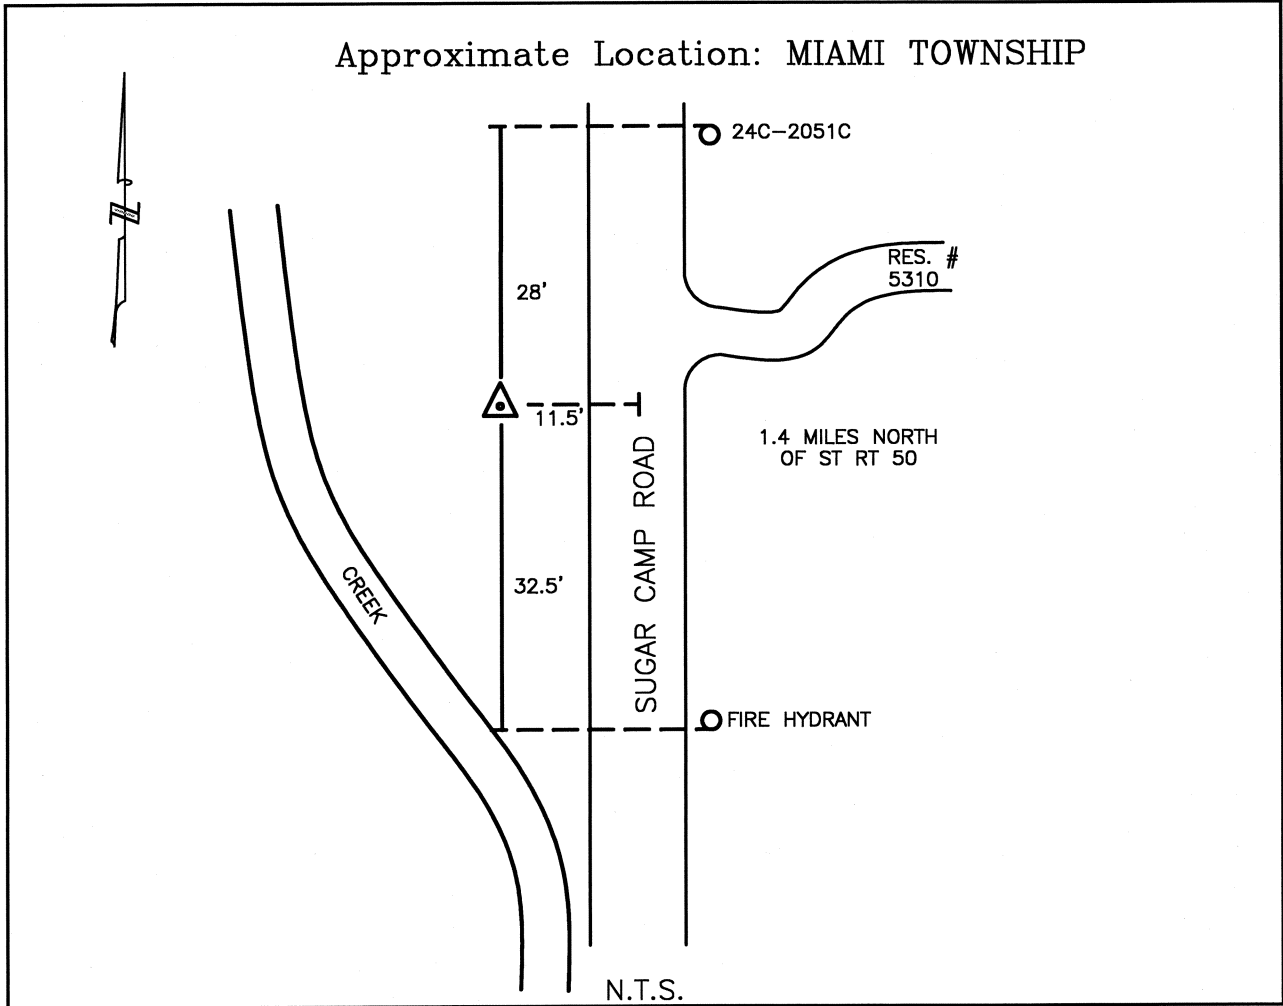 Approximate Location: MIAMI TOWNSHIP
N
24C-2051C
RES. #
5310
28'
11.5'
1.4 MILES NORTH
OF ST RT 50
SUGAR CAMP ROAD
32.5'
CREEK
FIRE HYDRANT
N.T.S.